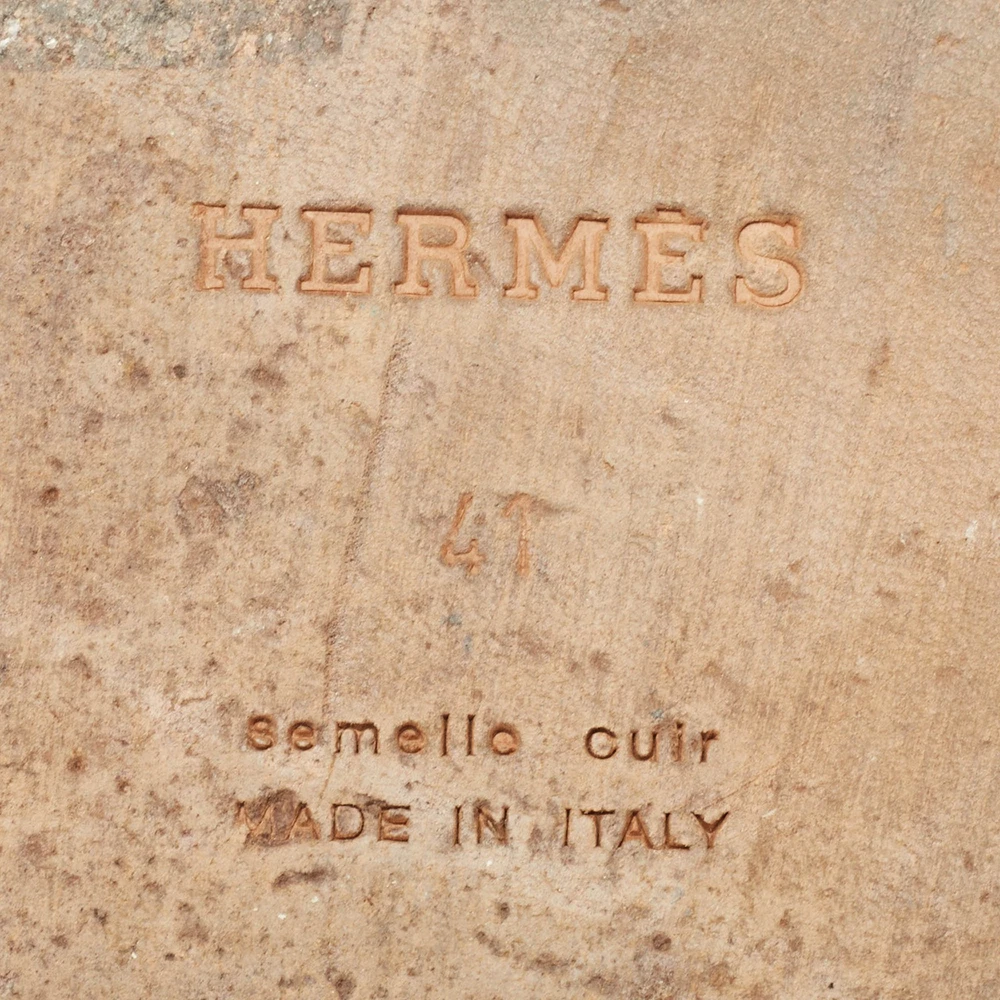 HERMÈS
41
semelle cuir
MADE IN ITALY